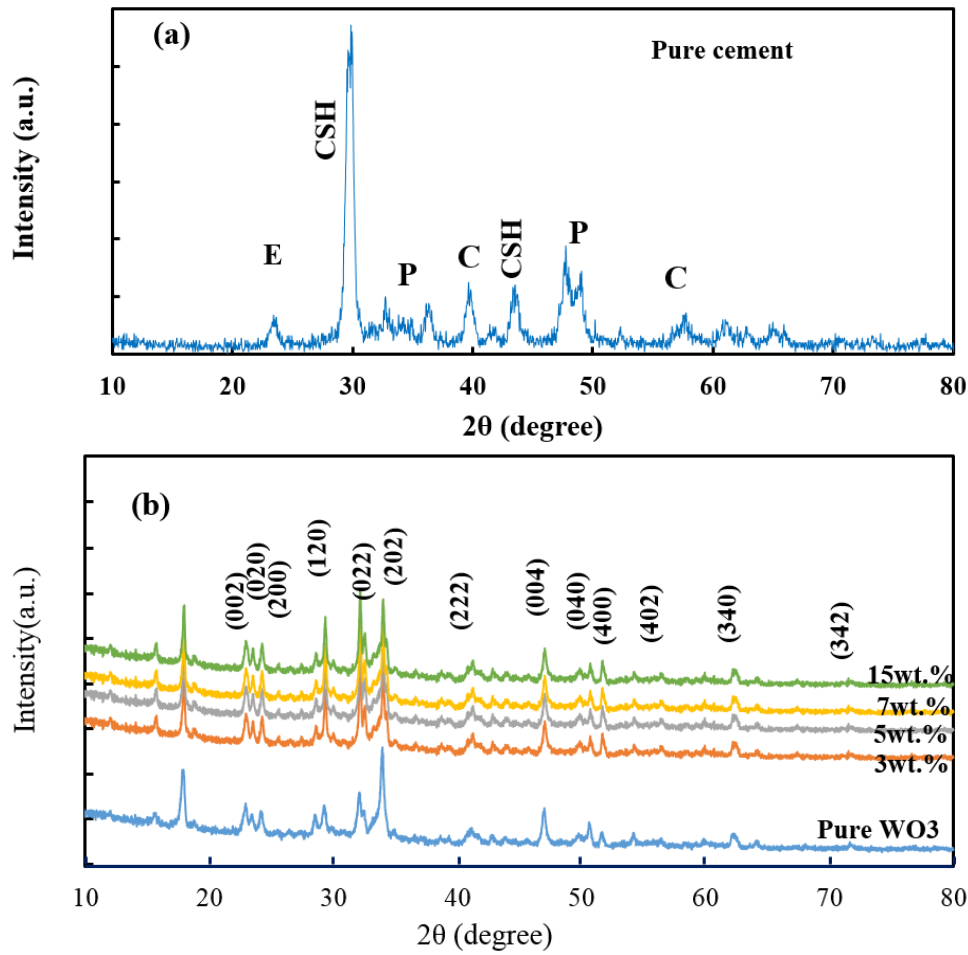 (a)
Pure cement
Intensity (a.u.)
E
CSH
P
C
CSH
P
C
10 20 30 40 50 60 70 80
2θ (degree)
(b)
Intensity(a.u.)
(002) (020) (200) (120) (022) (202) (222) (004) (040) (400) (402) (340) (342)
15wt.%
7wt.%
5wt.%
3wt.%
Pure WO3
10 20 30 40 50 60 70 80
2θ (degree)